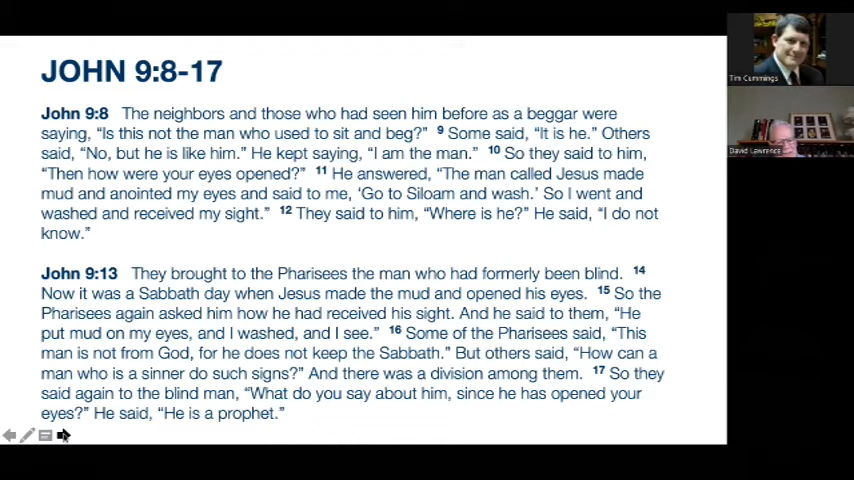 JOHN 9:8-17
John 9:8 The neighbors and those who had seen him before as a beggar were
saying, “Is this not the man who used to sit and beg?” 9 Some said, “It is he.” Others
said, “No, but he is like him.” He kept saying, “I am the man.” 10 So they said to him,
“Then how were your eyes opened?” 11 He answered, “The man called Jesus made
mud and anointed my eyes and said to me, ‘Go to Siloam and wash.’ So I went and
washed and received my sight.” 12 They said to him, “Where is he?” He said, “I do not
know.”
John 9:13 They brought to the Pharisees the man who had formerly been blind. 14
Now it was a Sabbath day when Jesus made the mud and opened his eyes. 15 So the
Pharisees again asked him how he had received his sight. And he said to them, “He
put mud on my eyes, and I washed, and I see.” 16 Some of the Pharisees said, “This
man is not from God, for he does not keep the Sabbath.” But others said, “How can a
man who is a sinner do such signs?” And there was a division among them. 17 So they
said again to the blind man, “What do you say about him, since he has opened your
eyes?” He said, “He is a prophet.”
Tim Cummings
David Lawrence